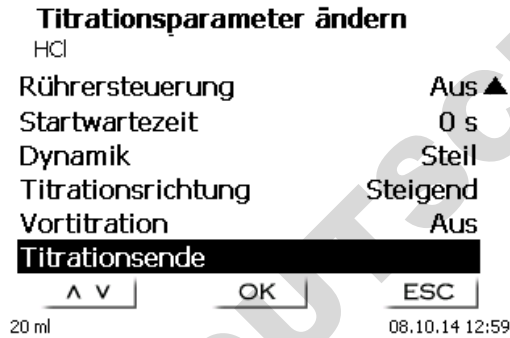 Titrationsparameter ändern
HCl
Rührersteuerung Aus ▲
Startwartezeit 0 s
Dynamik Steil
Titrationsrichtung Steigend
Vortitration Aus
Titrationsende
∧ ∨ OK ESC
20 ml 08.10.14 12:59